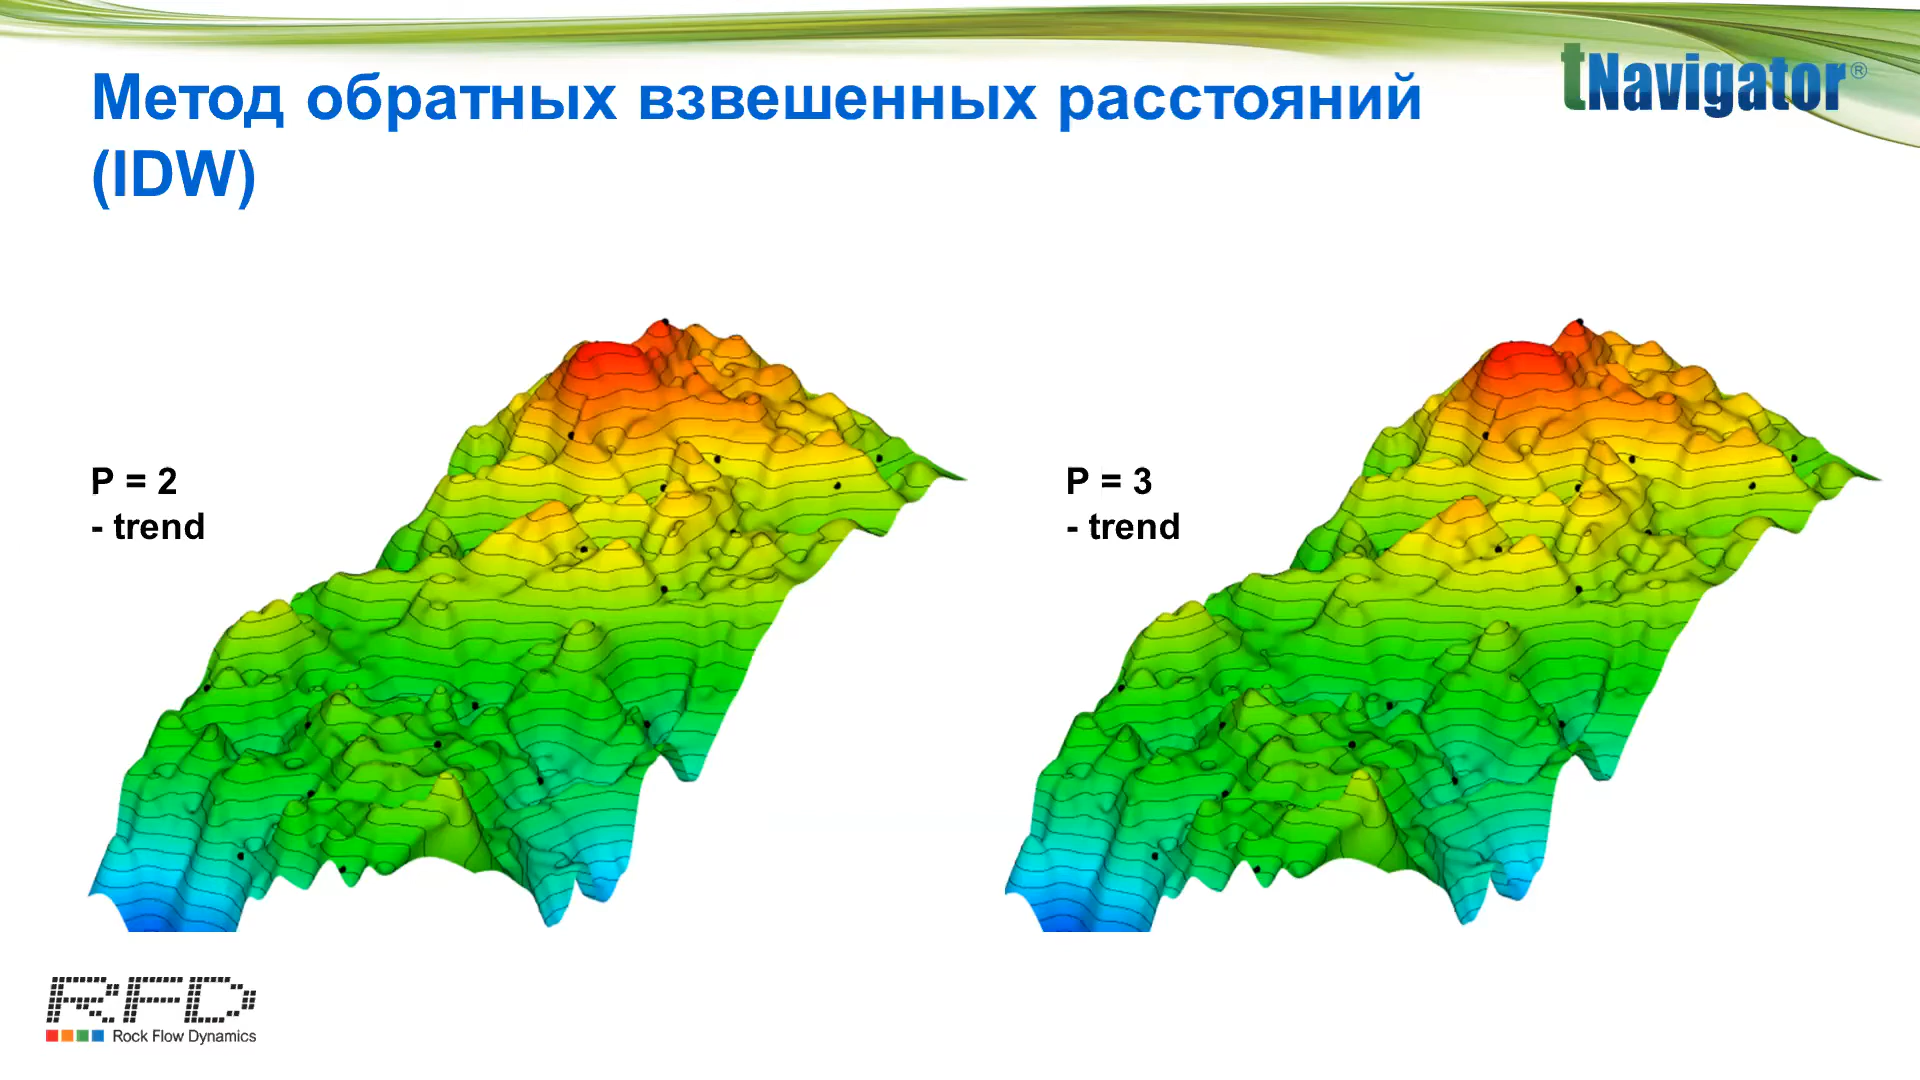 Метод обратных взвешенных расстояний
(IDW)
tNavigator®
P = 2
- trend
P = 3
- trend
RFD
Rock Flow Dynamics